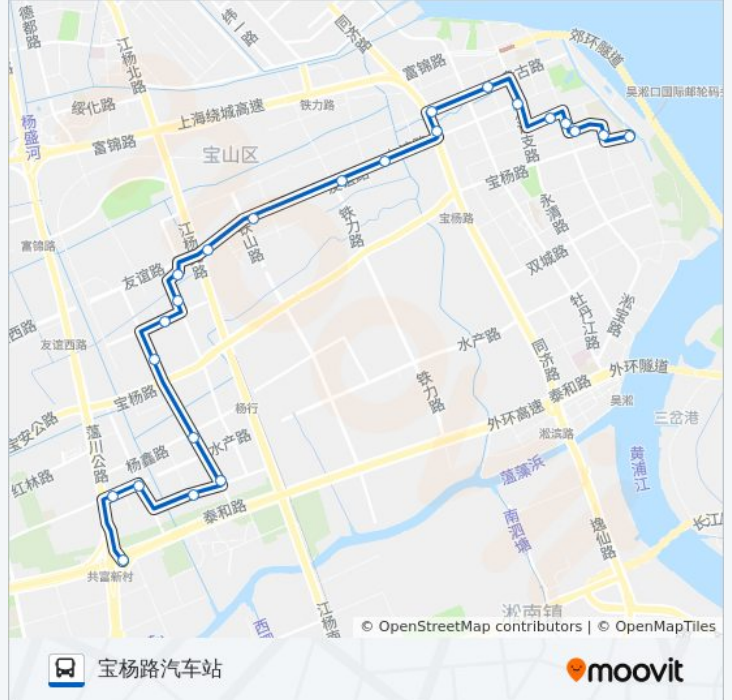 德都路
纬一路
同济路
郊环隧道
江杨北路
富锦路
吴淞口国际邮轮码头
绥化路
上海绕城高速
铁力路
杨盛河
富锦路
宝山区
宝杨路
永清路
铁力路
宝杨路
江杨
路
富锦路
双城路
友谊路
牡丹江路
淞宝路
西路
友谊西路
水产路
同济路
外环隧道
宝杨路
铁力路
泰和路
杨行
吴淞
宝安公路
外环高速
三岔港
蕰川公路
水产路
淞滨路
杨鑫路
黄浦江
红林路
蕰藻浜
泰和路
南泗塘
逸仙路
长江
共富新村
淞南镇
江杨南
西
© OpenStreetMap contributors | © OpenMapTiles
宝杨路汽车站
moovit